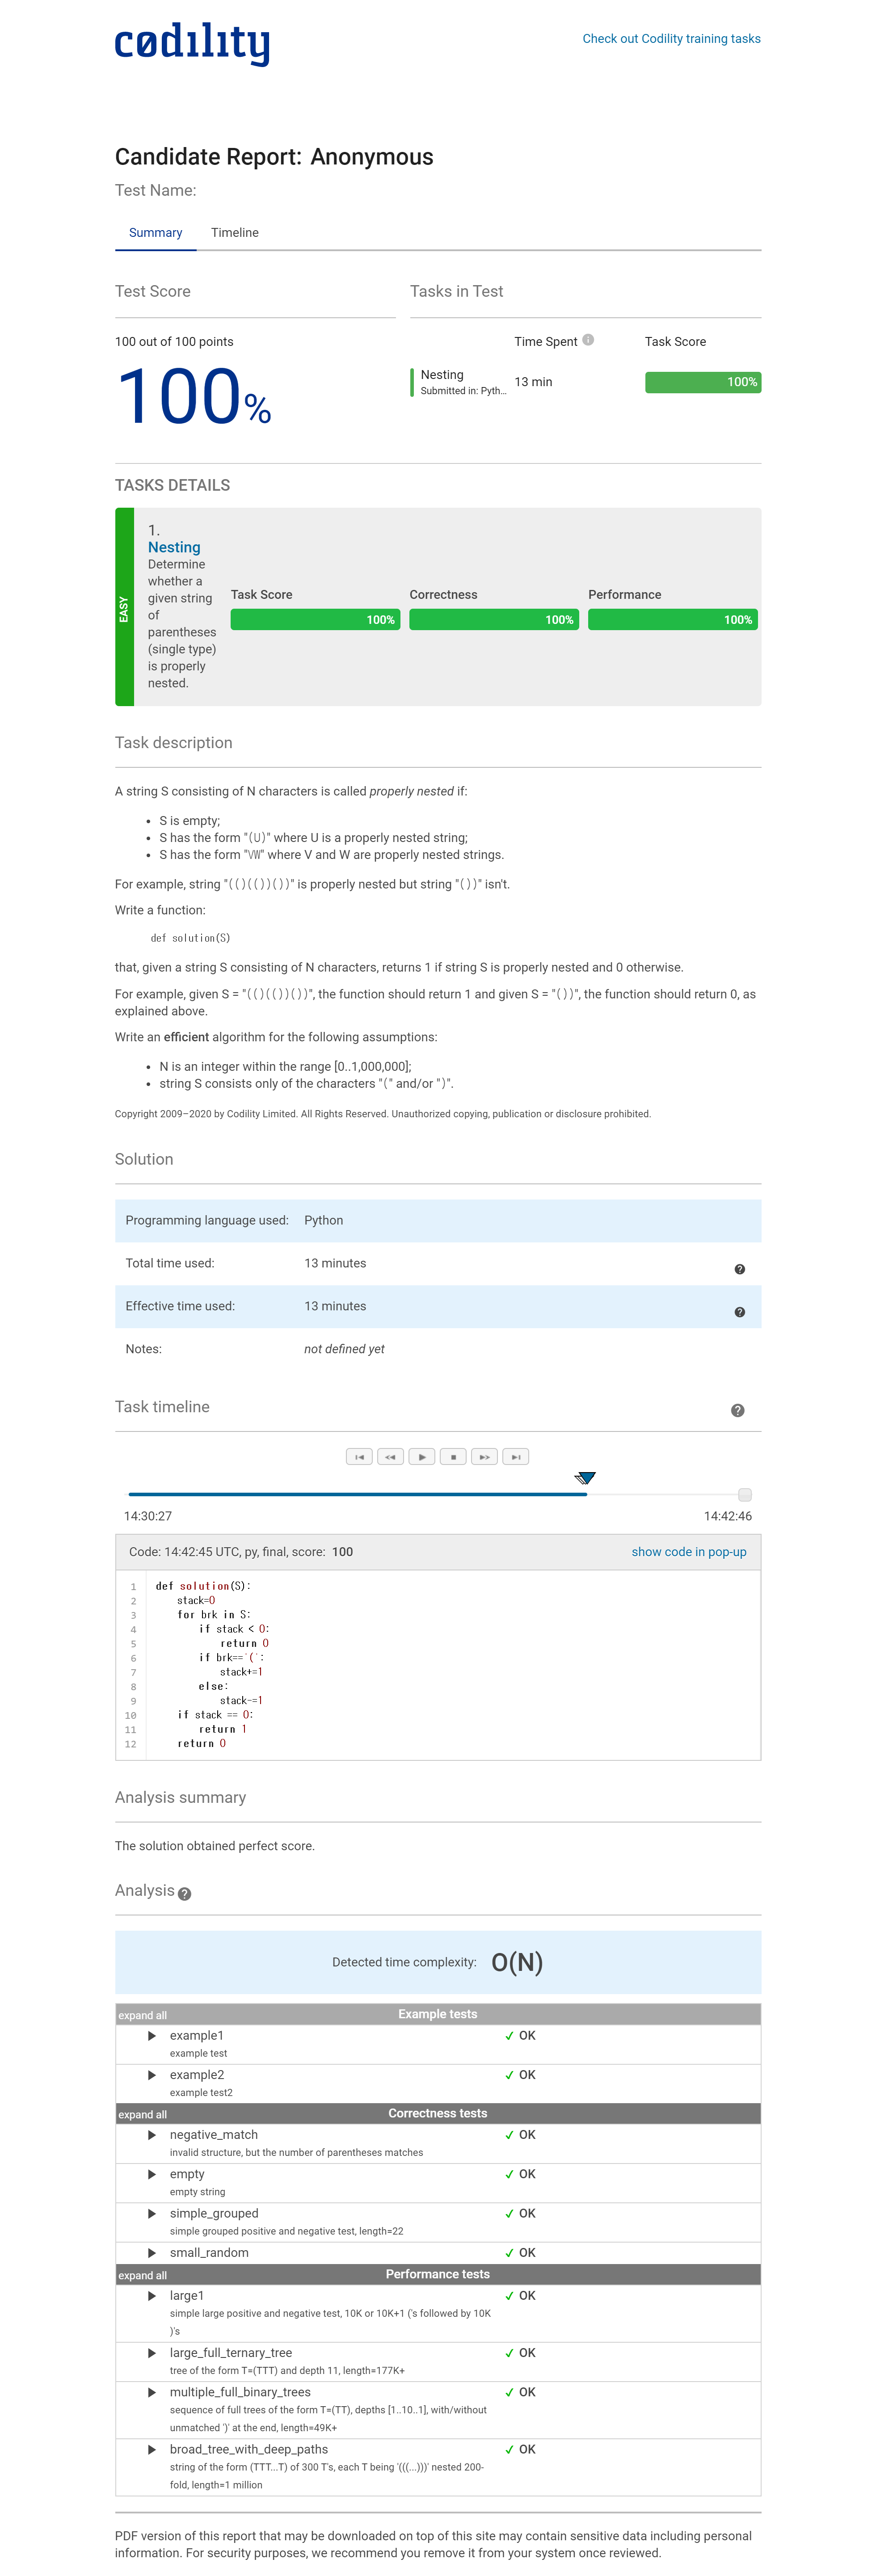 cødility
Check out Codility training tasks
Candidate Report: Anonymous
Test Name:
Summary Timeline
Test Score
Tasks in Test
100 out of 100 points
Time Spent
Task Score
100%
Nesting
Submitted in: Pyth...
13 min
100%
TASKS DETAILS
EASY
1.
Nesting
Determine
whether a
given string
of
parentheses
(single type)
is properly
nested.
Task Score
100%
Correctness
100%
Performance
100%
Task description
A string S consisting of N characters is called properly nested if:
• S is empty;
• S has the form "(U)" where U is a properly nested string;
• S has the form "VW" where V and W are properly nested strings.
For example, string "(()(())())" is properly nested but string "())" isn't.
Write a function:
def solution(S)
that, given a string S consisting of N characters, returns 1 if string S is properly nested and 0 otherwise.
For example, given S = "(()(())())", the function should return 1 and given S = "())", the function should return 0, as
explained above.
Write an efficient algorithm for the following assumptions:
• N is an integer within the range [0..1,000,000];
• string S consists only of the characters "(" and/or ")".
Copyright 2009–2020 by Codility Limited. All Rights Reserved. Unauthorized copying, publication or disclosure prohibited.
Solution
Programming language used: Python
Total time used: 13 minutes
Effective time used: 13 minutes
Notes: not defined yet
Task timeline
14:30:27
14:42:46
Code: 14:42:45 UTC, py, final, score: 100
show code in pop-up
1 def solution(S):
2 stack=0
3 for brk in S:
4 if stack < 0:
5 return 0
6 if brk=='(':
7 stack+=1
8 else:
9 stack-=1
10 if stack == 0:
11 return 1
12 return 0
Analysis summary
The solution obtained perfect score.
Analysis
Detected time complexity: O(N)
expand all Example tests
example1 ✓ OK
example test
example2 ✓ OK
example test2
expand all Correctness tests
negative_match ✓ OK
invalid structure, but the number of parentheses matches
empty ✓ OK
empty string
simple_grouped ✓ OK
simple grouped positive and negative test, length=22
small_random ✓ OK
expand all Performance tests
large1 ✓ OK
simple large positive and negative test, 10K or 10K+1 ('s followed by 10K
)'s
large_full_ternary_tree ✓ OK
tree of the form T=(TTT) and depth 11, length=177K+
multiple_full_binary_trees ✓ OK
sequence of full trees of the form T=(TT), depths [1..10..1], with/without
unmatched ')' at the end, length=49K+
broad_tree_with_deep_paths ✓ OK
string of the form (TTT...T) of 300 T's, each T being '(((...)))' nested 200-
fold, length=1 million
PDF version of this report that may be downloaded on top of this site may contain sensitive data including personal
information. For security purposes, we recommend you remove it from your system once reviewed.